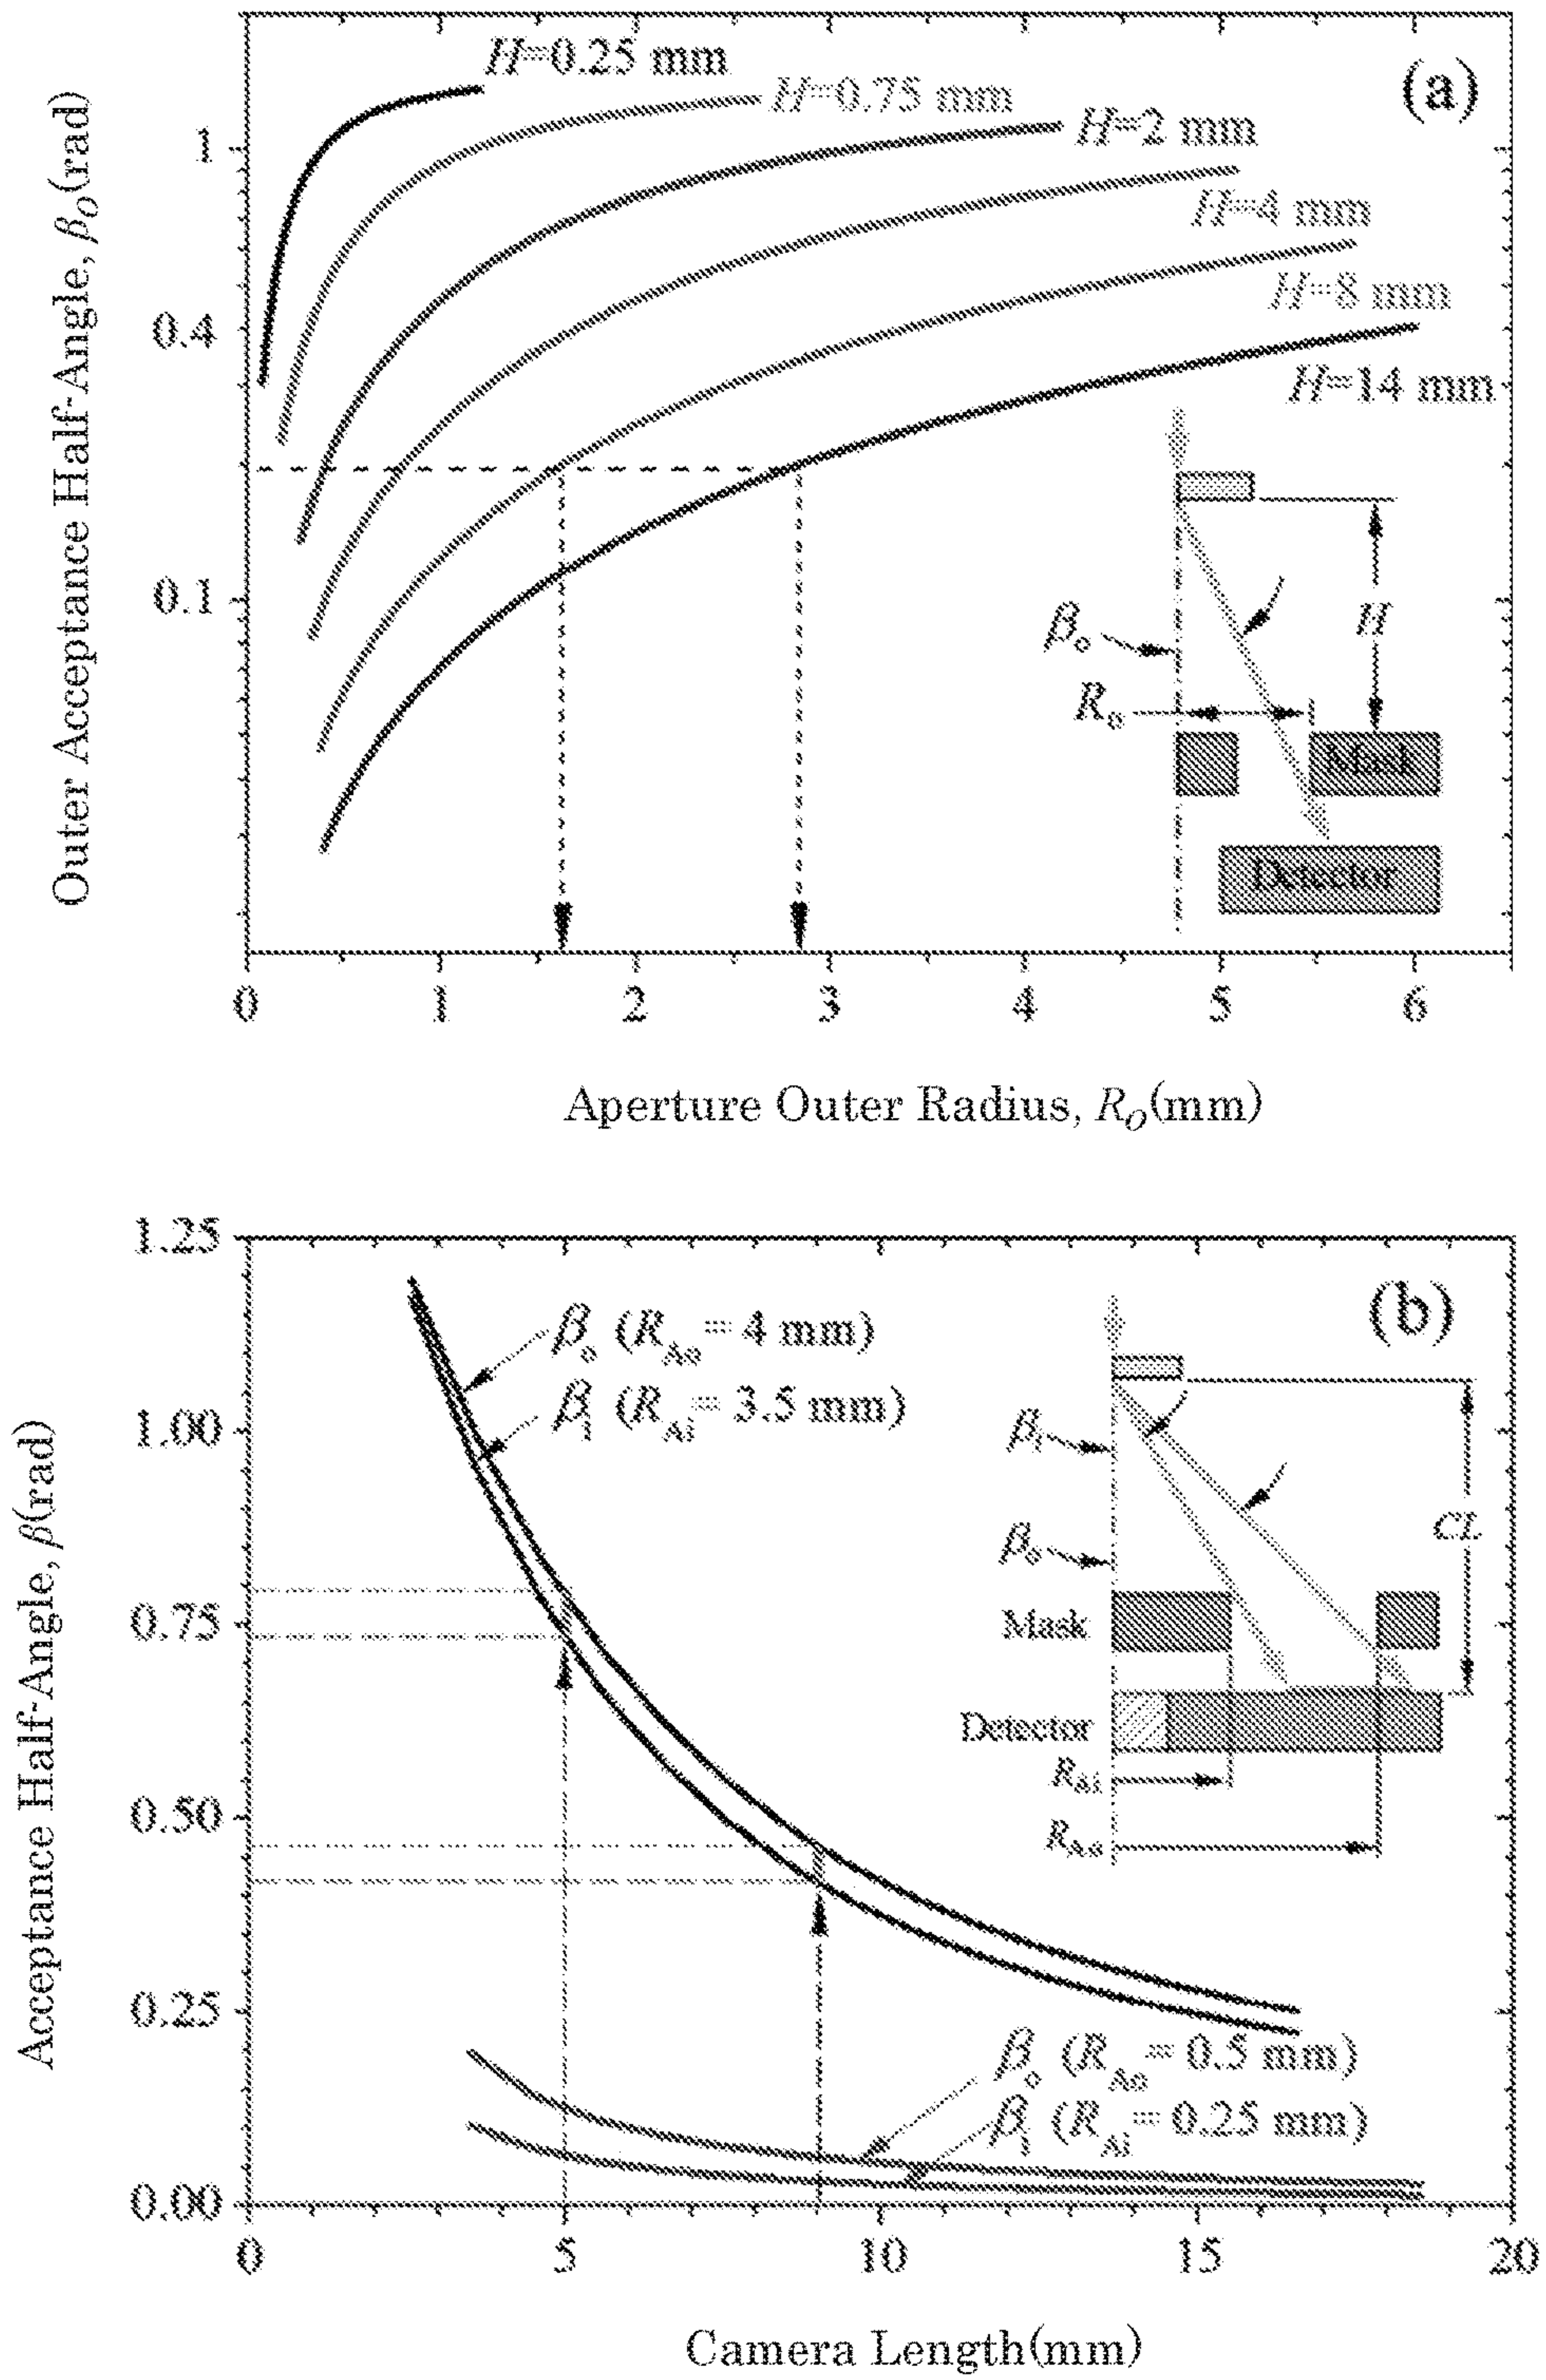 (a)
H=0.25 mm
H=0.75 mm
H=2 mm
H=4 mm
H=8 mm
H=14 mm
Outer Acceptance Half-Angle, βO(rad)
1
0.4
0.1
βo
Ro
H
Mask
Detector
0 1 2 3 4 5 6
Aperture Outer Radius, RO(mm)
(b)
βo (RAo = 4 mm)
βi (RAi = 3.5 mm)
Acceptance Half-Angle, β(rad)
1.25
1.00
0.75
0.50
0.25
0.00
βi
βo
CL
Mask
Detector
RAi
RAo
βo (RAo = 0.5 mm)
βi (RAi = 0.25 mm)
0 5 10 15 20
Camera Length(mm)